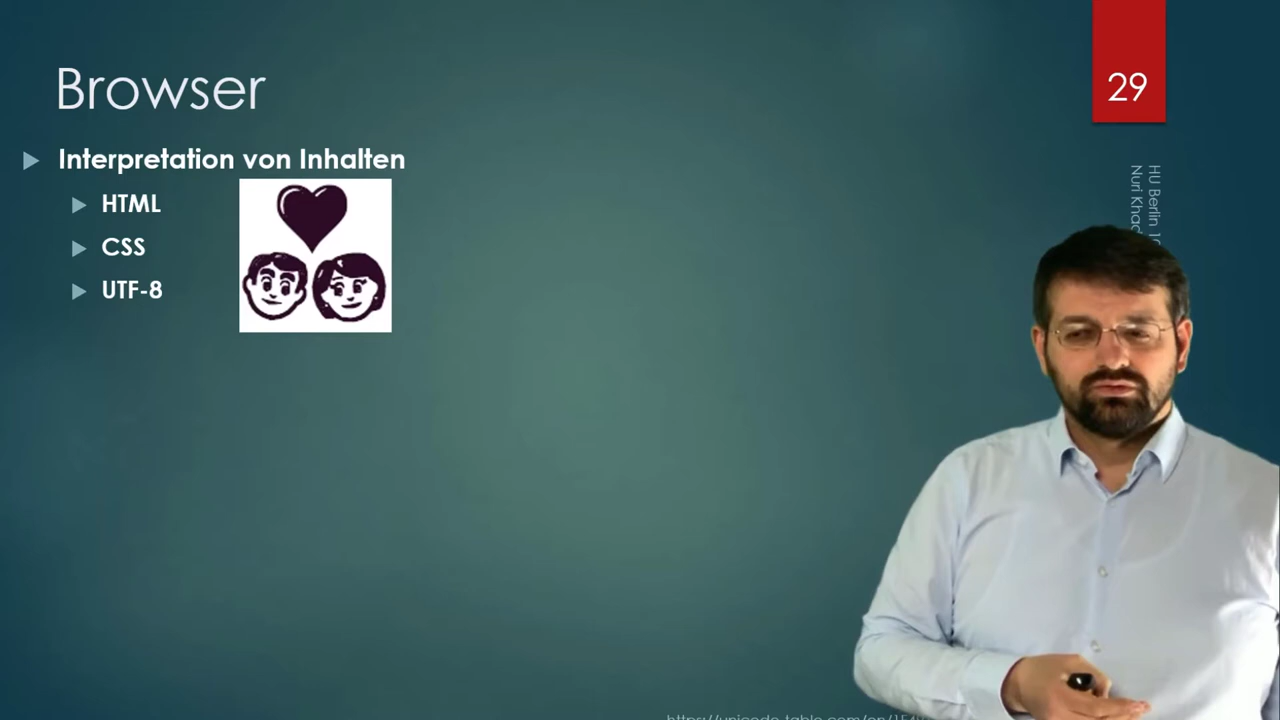 Browser
29
Interpretation von Inhalten
HTML
CSS
UTF-8
HU Berlin
Nuri